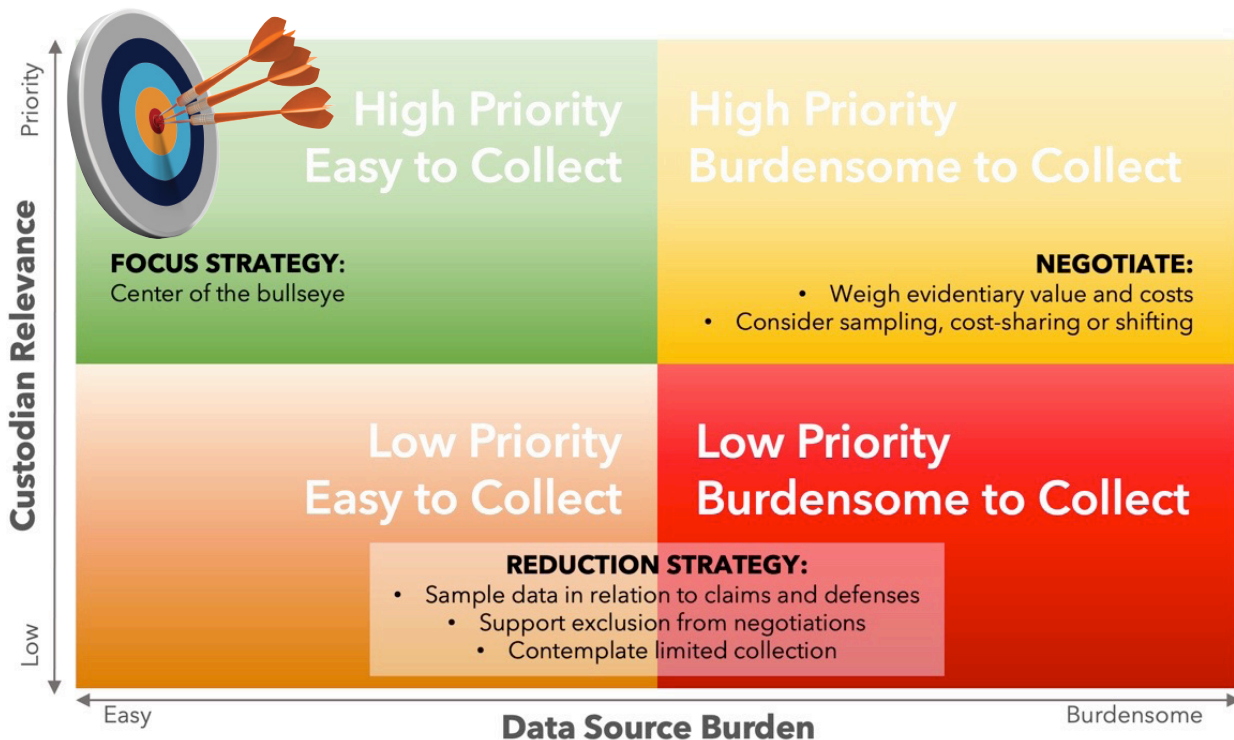 Priority
High Priority
Easy to Collect
High Priority
Burdensome to Collect
FOCUS STRATEGY:
Center of the bullseye
NEGOTIATE:
• Weigh evidentiary value and costs
• Consider sampling, cost-sharing or shifting
Custodian Relevance
Low Priority
Easy to Collect
Low Priority
Burdensome to Collect
REDUCTION STRATEGY:
• Sample data in relation to claims and defenses
• Support exclusion from negotiations
• Contemplate limited collection
Low
Easy
Data Source Burden
Burdensome